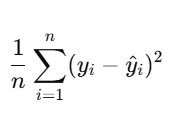 \frac{1}{n} \sum_{i=1}^{n} (y_i - \hat{y}_i)^2